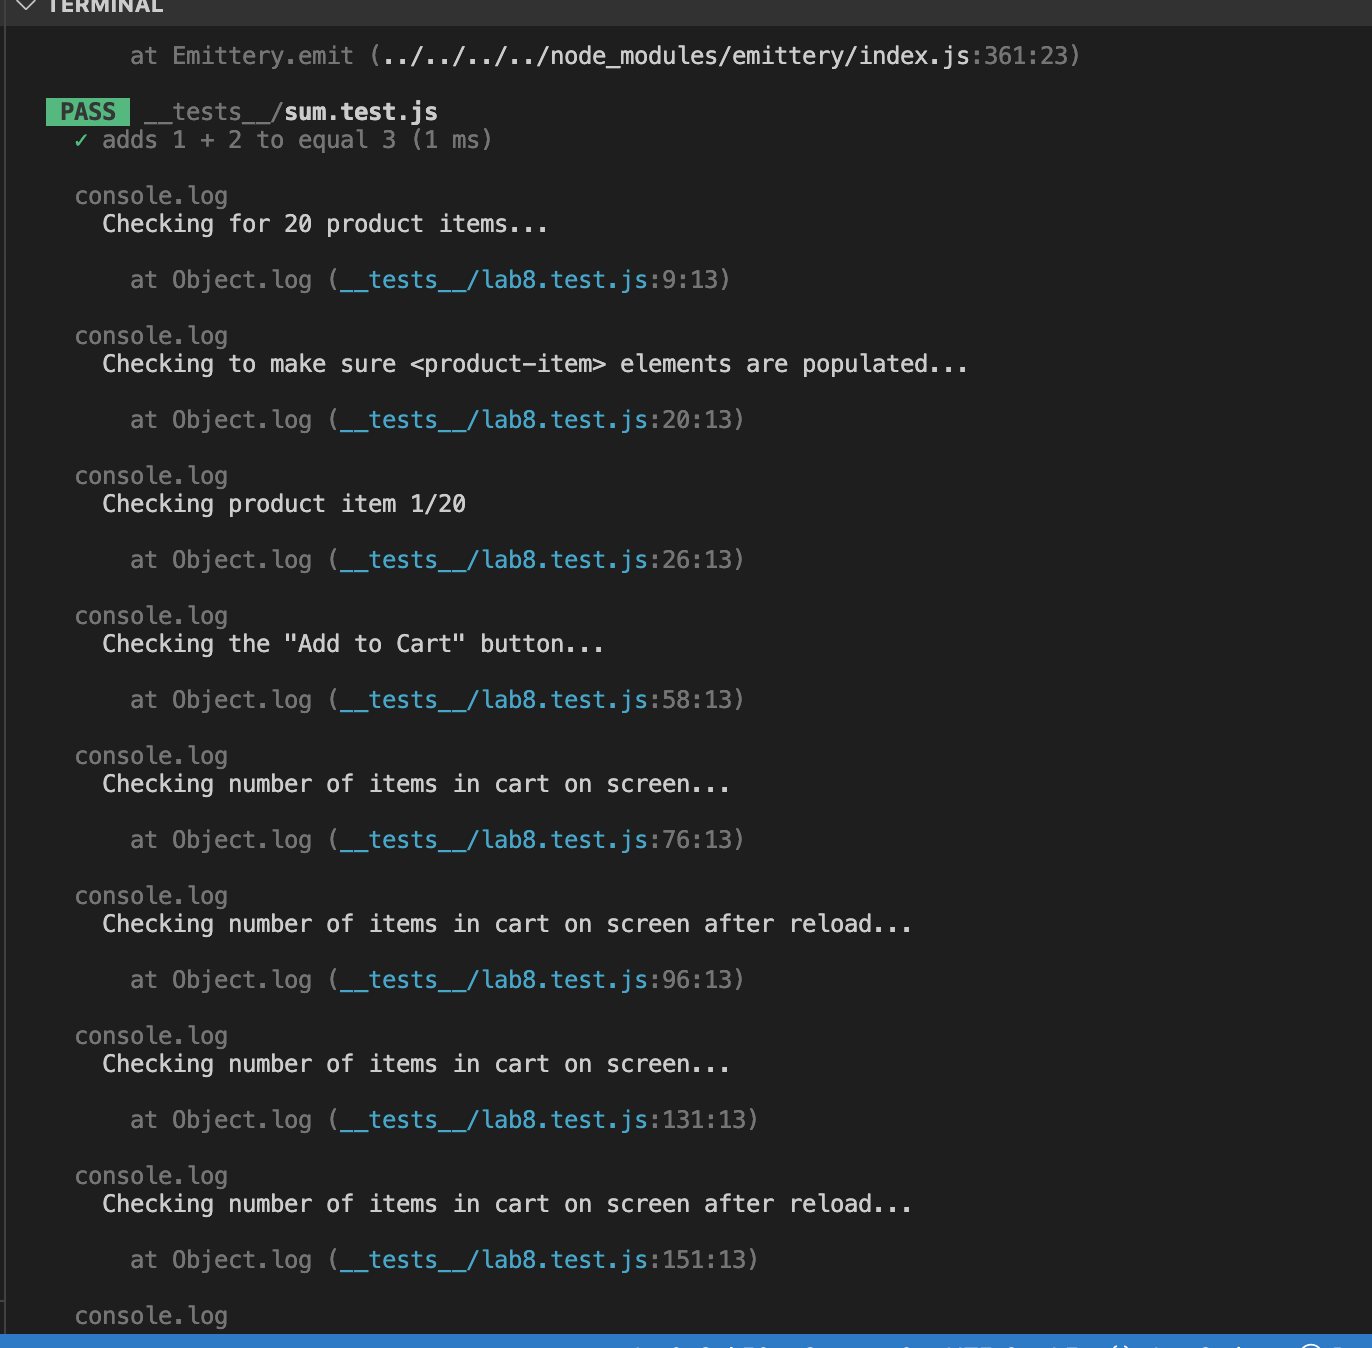 TERMINAL
at Emittery.emit (../../../../node_modules/emittery/index.js:361:23)
PASS __tests__/sum.test.js
✓ adds 1 + 2 to equal 3 (1 ms)
console.log
Checking for 20 product items...
at Object.log (__tests__/lab8.test.js:9:13)
console.log
Checking to make sure <product-item> elements are populated...
at Object.log (__tests__/lab8.test.js:20:13)
console.log
Checking product item 1/20
at Object.log (__tests__/lab8.test.js:26:13)
console.log
Checking the "Add to Cart" button...
at Object.log (__tests__/lab8.test.js:58:13)
console.log
Checking number of items in cart on screen...
at Object.log (__tests__/lab8.test.js:76:13)
console.log
Checking number of items in cart on screen after reload...
at Object.log (__tests__/lab8.test.js:96:13)
console.log
Checking number of items in cart on screen...
at Object.log (__tests__/lab8.test.js:131:13)
console.log
Checking number of items in cart on screen after reload...
at Object.log (__tests__/lab8.test.js:151:13)
console.log